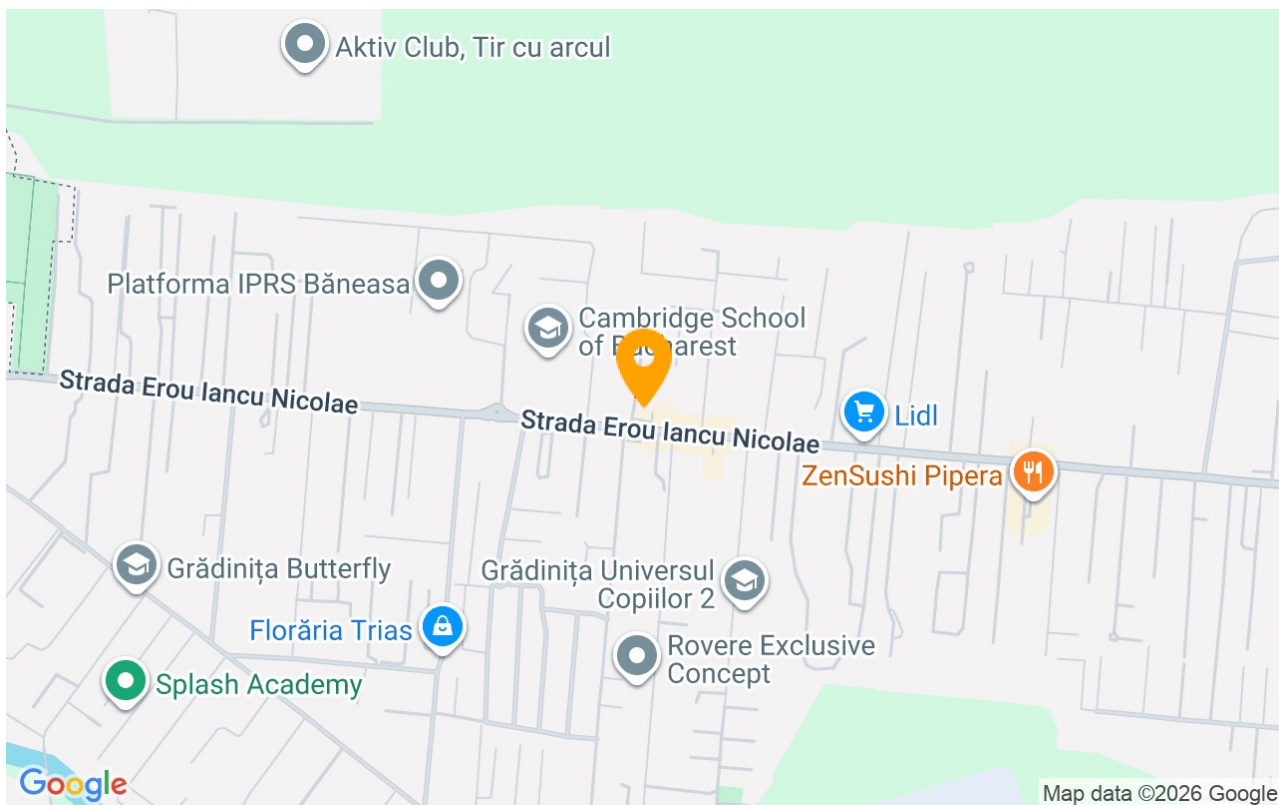 Aktiv Club, Tir cu arcul
Platforma IPRS Băneasa
Cambridge School
of Bucharest
Strada Erou Iancu Nicolae
Strada Erou Iancu Nicolae
Lidl
ZenSushi Pipera
Grădinița Butterfly
Grădinița Universul
Copiilor 2
Florăria Trias
Rovere Exclusive
Concept
Splash Academy
Google
Map data ©2026 Google